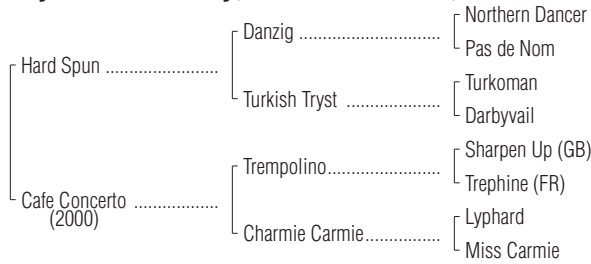 Northern Dancer
Danzig ..............................
Pas de Nom
Hard Spun ........................
Turkoman
Turkish Tryst ....................
Darbyvail
Sharpen Up (GB)
Trempolino........................
Trephine (FR)
Cafe Concerto ..................
(2000)
Lyphard
Charmie Carmie................
Miss Carmie